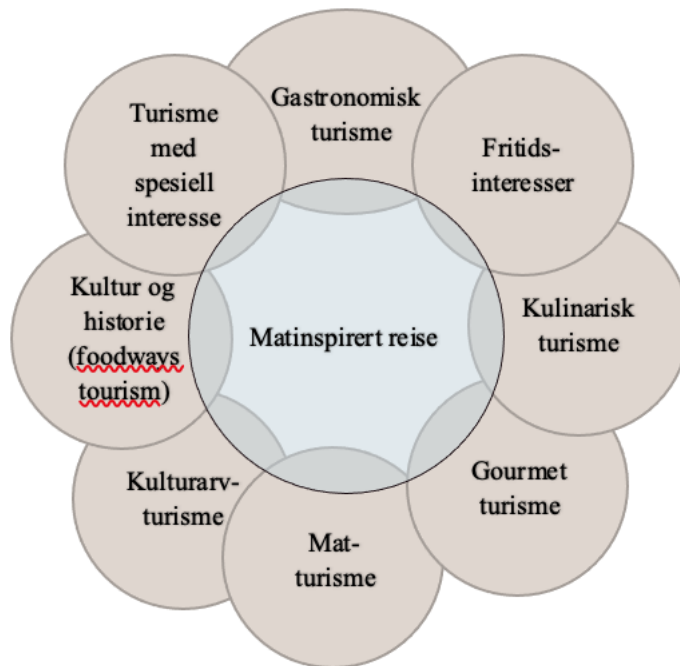 Gastronomisk
turisme
Fritids-
interesser
Kulinarisk
turisme
Gourmet
turisme
Mat-
turisme
Kulturarv-
turisme
Kultur og
historie
(foodways
tourism)
Turisme
med
spesiell
interesse
Matinspirert reise